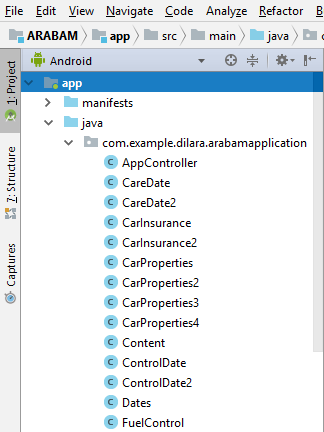 File Edit View Navigate Code Analyze Refactor B
ARABAM app src main java c
Android
1: Project
7: Structure
Captures
app
manifests
java
com.example.dilara.arabamapplication
AppController
CareDate
CareDate2
CarInsurance
CarInsurance2
CarProperties
CarProperties2
CarProperties3
CarProperties4
Content
ControlDate
ControlDate2
Dates
FuelControl